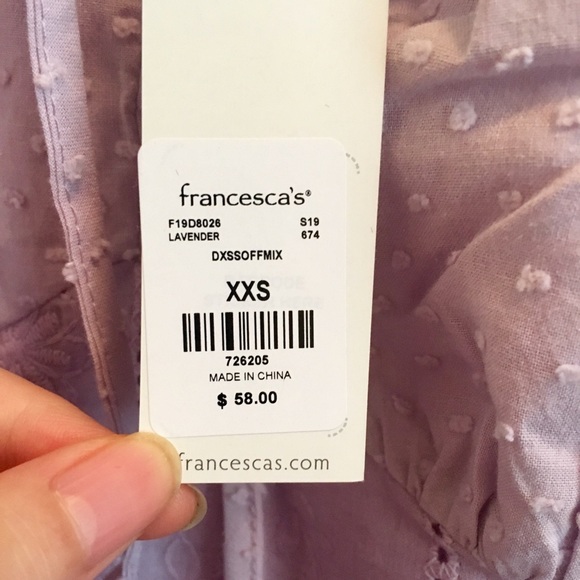 francesca's®
F19D8026 S19
LAVENDER 674
DXSSOFFMIX
XXS
726205
MADE IN CHINA
$ 58.00
francescas.com